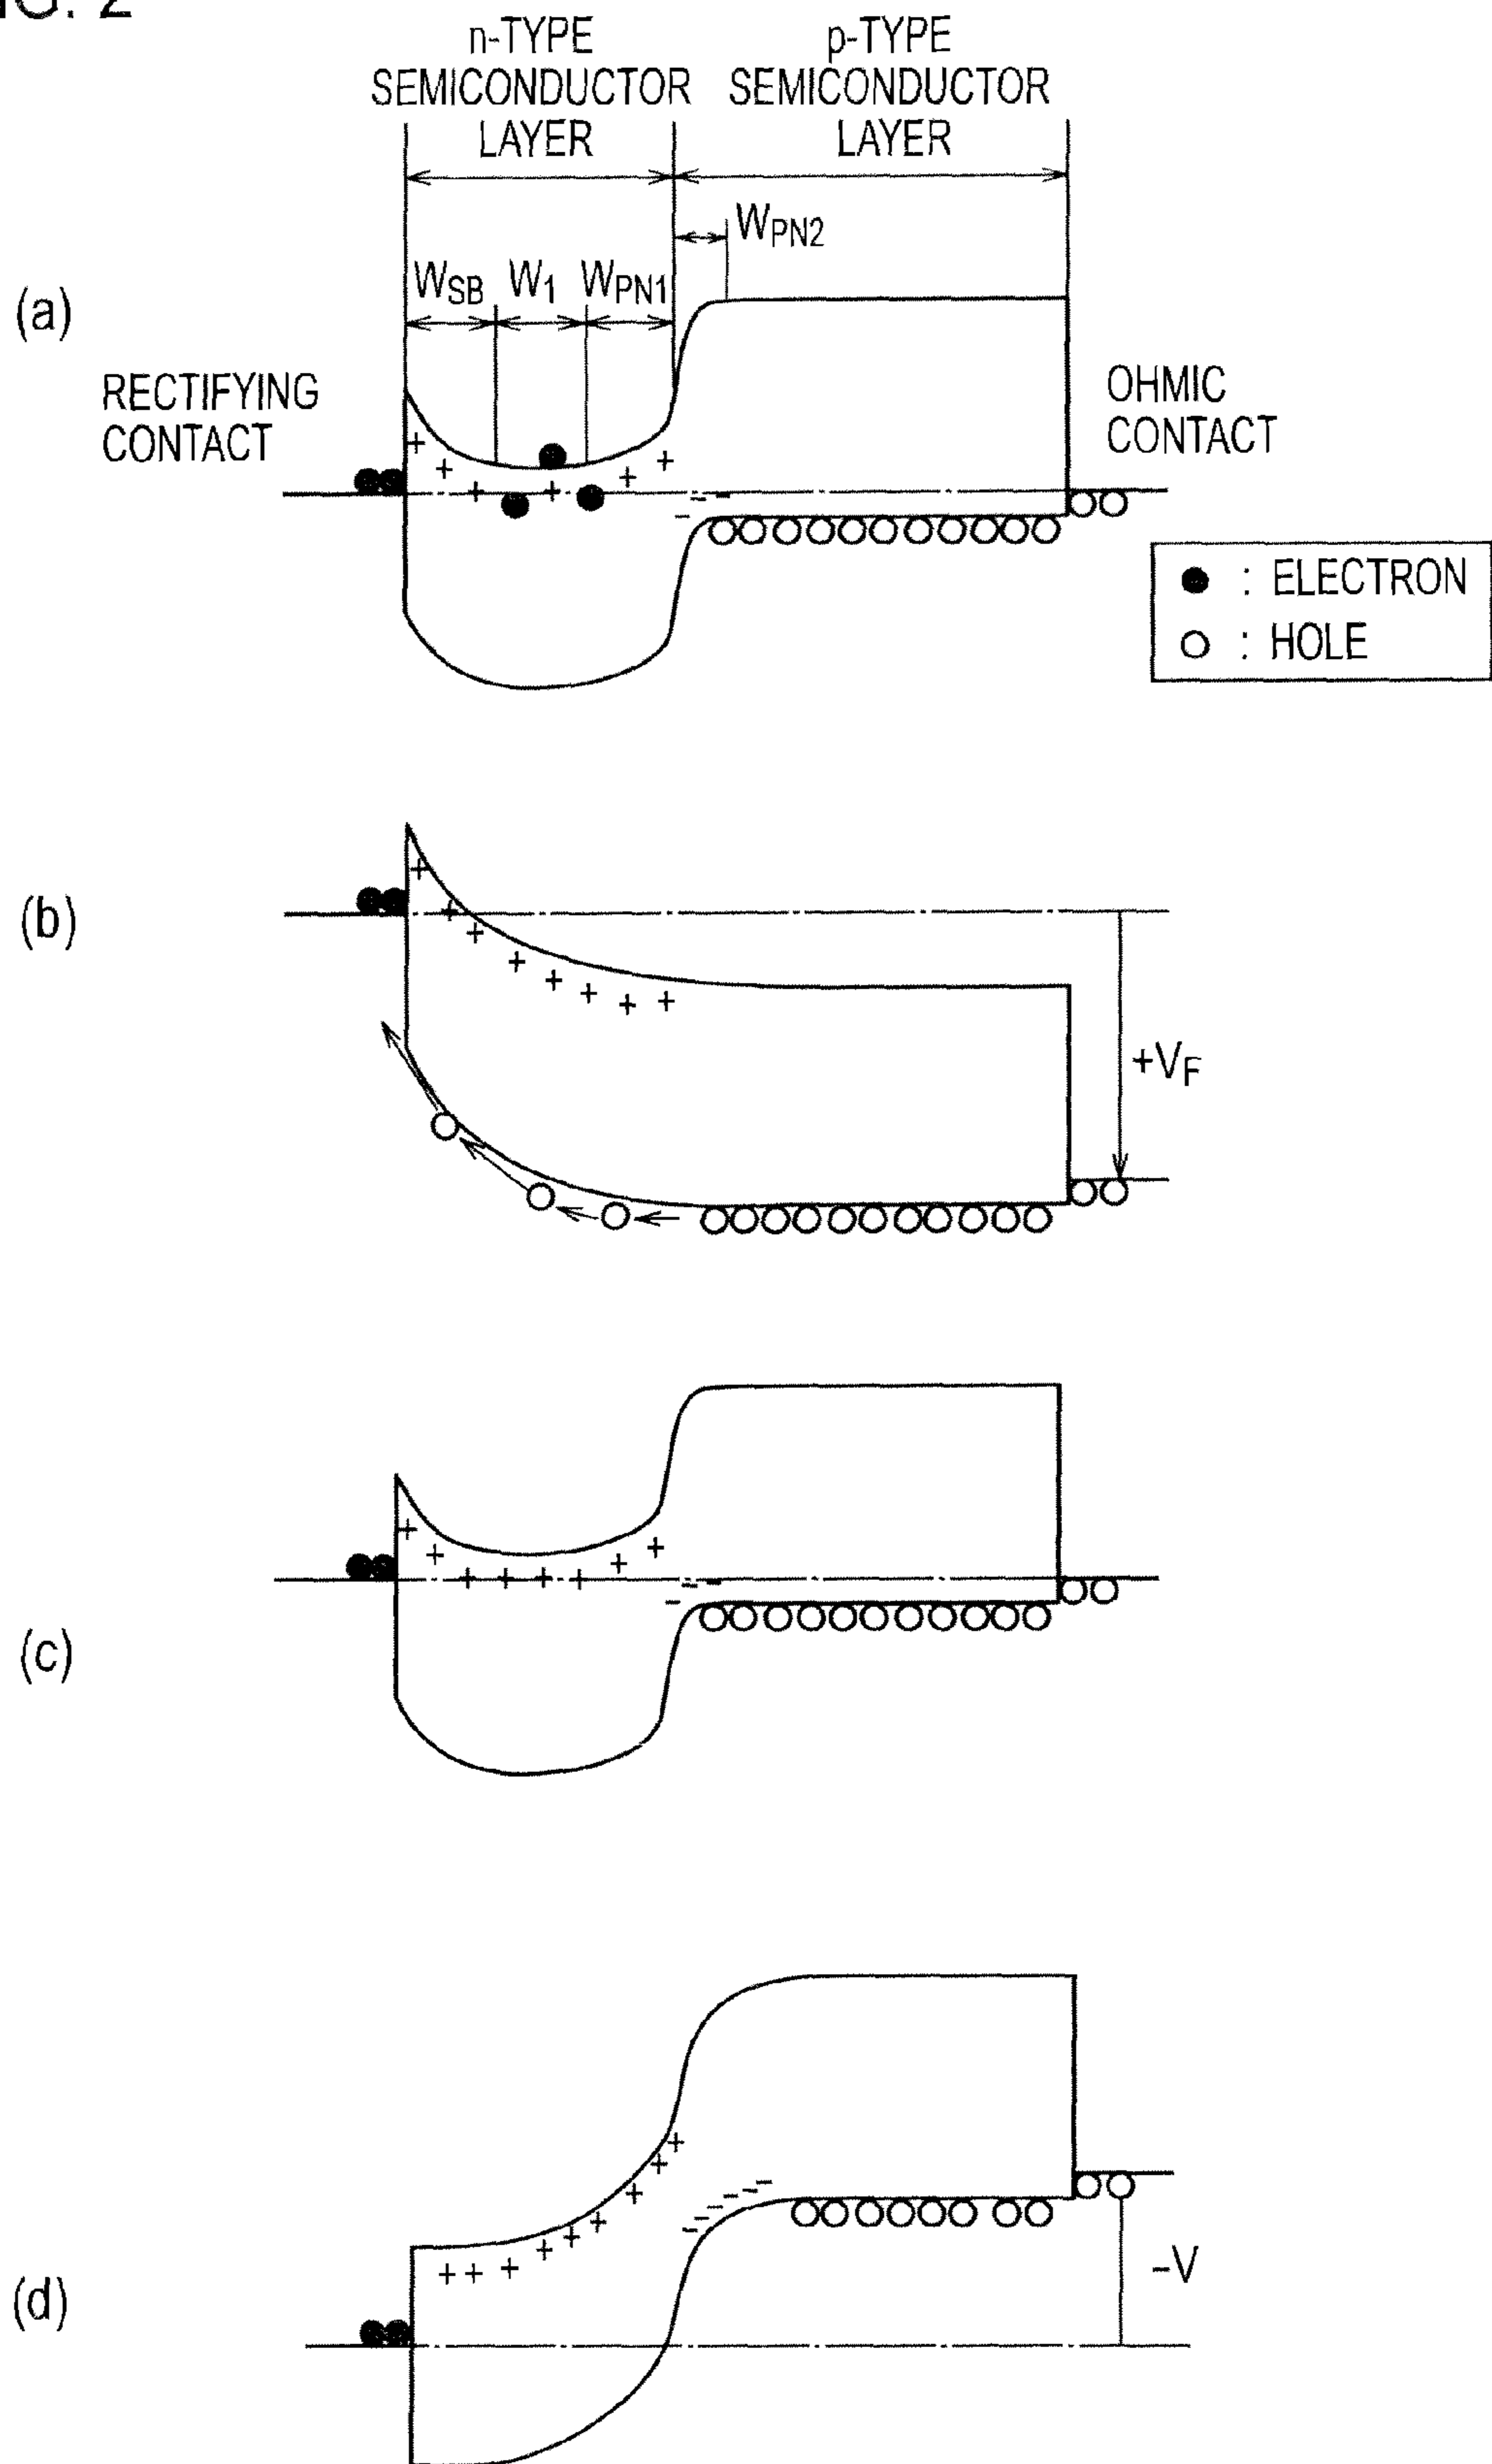 n-TYPE
SEMICONDUCTOR
LAYER
p-TYPE
SEMICONDUCTOR
LAYER
WPN2
(a)
WSB W1 WPN1
RECTIFYING
CONTACT
OHMIC
CONTACT
● : ELECTRON
○ : HOLE
(b)
+VF
(c)
(d)
−V